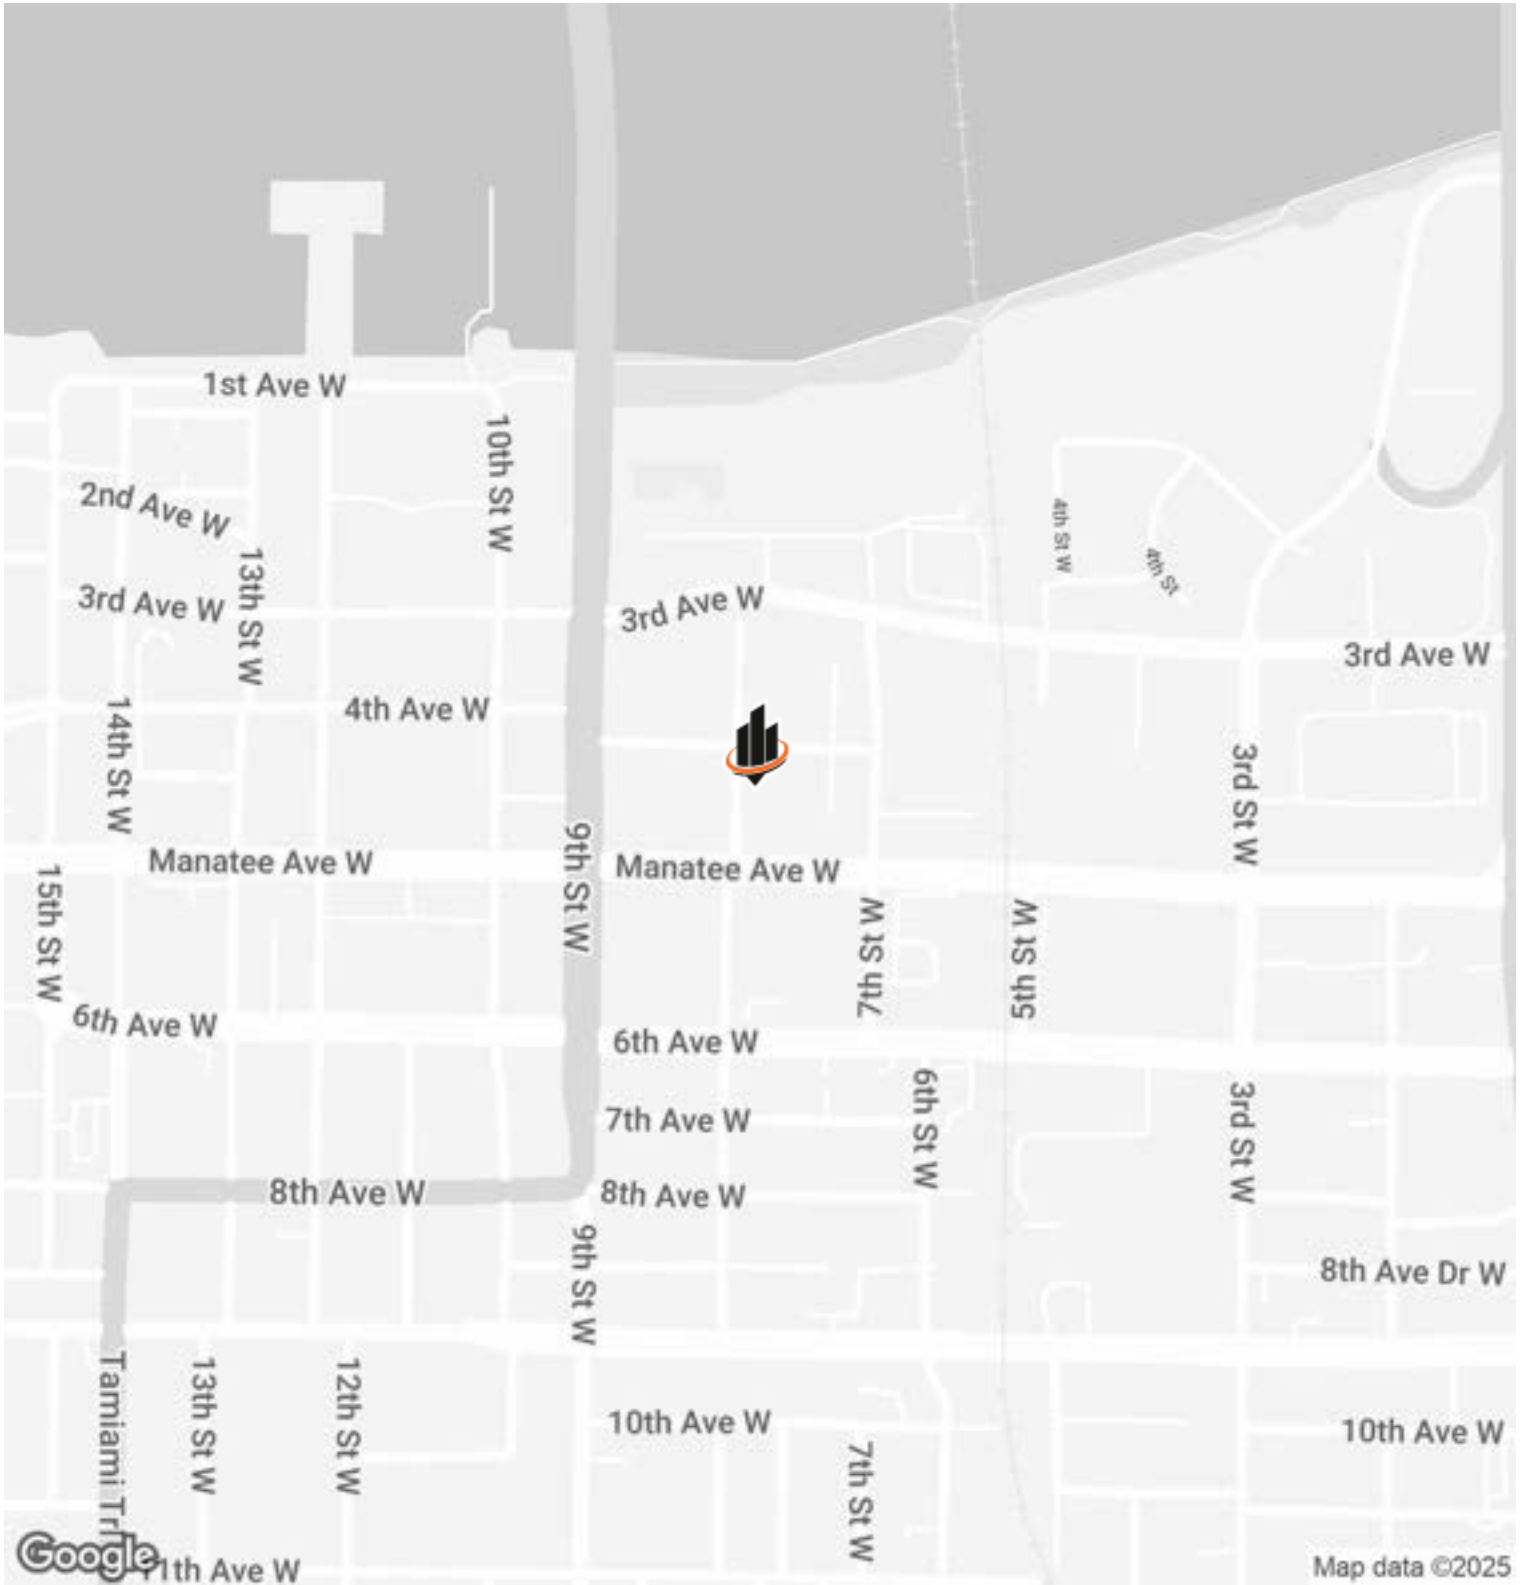 1st Ave W
10th St W
2nd Ave W
4th St W
13th St W
4th St
3rd Ave W
3rd Ave W
3rd Ave W
14th St W
4th Ave W
3rd St W
9th St W
Manatee Ave W
Manatee Ave W
15th St W
7th St W
5th St W
6th Ave W
6th Ave W
6th St W
3rd St W
7th Ave W
8th Ave W
8th Ave W
9th St W
8th Ave Dr W
Tamiami Trl
13th St W
12th St W
10th Ave W
10th Ave W
7th St W
Google
11th Ave W
Map data ©2025